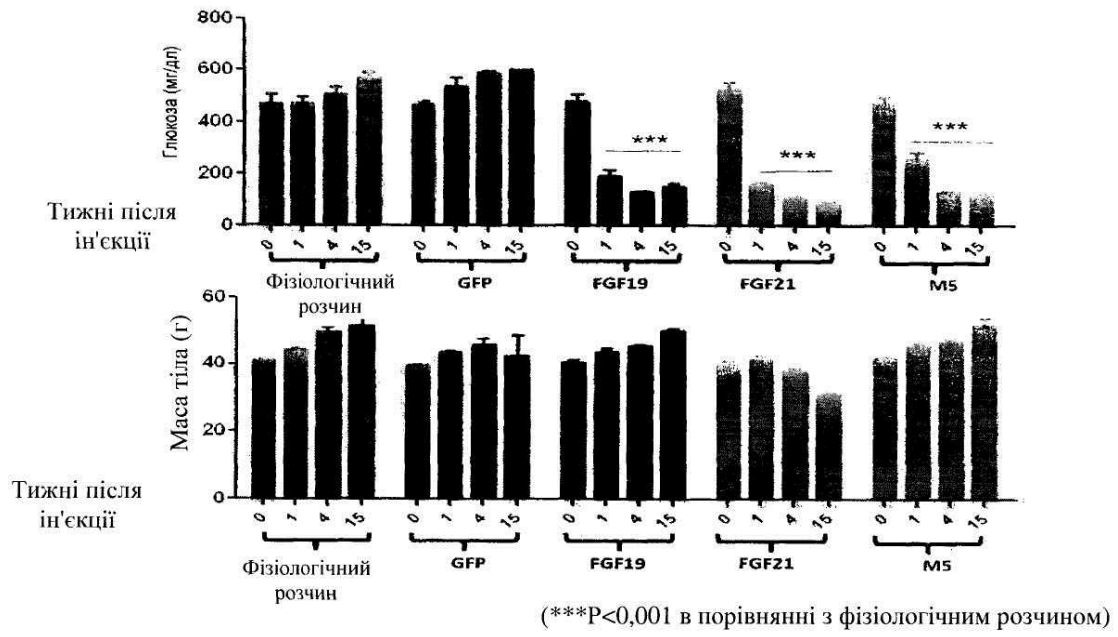 800
600
400
200
0
Глюкоза (мг/дл)
***
***
***
Тижні після
ін'єкції
0 1 4 15 0 1 4 15 0 1 4 15 0 1 4 15 0 1 4 15
Фізіологічний
розчин
GFP FGF19 FGF21 M5
60
40
20
0
Маса тіла (г)
Тижні після
ін'єкції
0 1 4 15 0 1 4 15 0 1 4 15 0 1 4 15 0 1 4 15
Фізіологічний
розчин
GFP FGF19 FGF21 M5
(***P<0,001 в порівнянні з фізіологічним розчином)